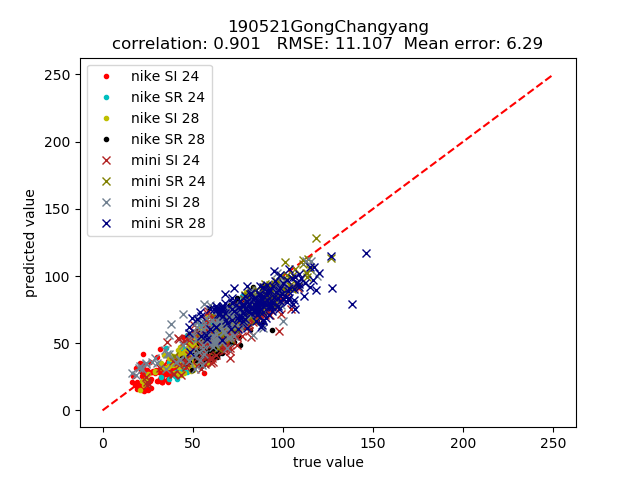 190521GongChangyang
correlation: 0.901 RMSE: 11.107 Mean error: 6.29
nike SI 24
nike SR 24
nike SI 28
nike SR 28
mini SI 24
mini SR 24
mini SI 28
mini SR 28
250
200
150
100
50
0
predicted value
0 50 100 150 200 250
true value